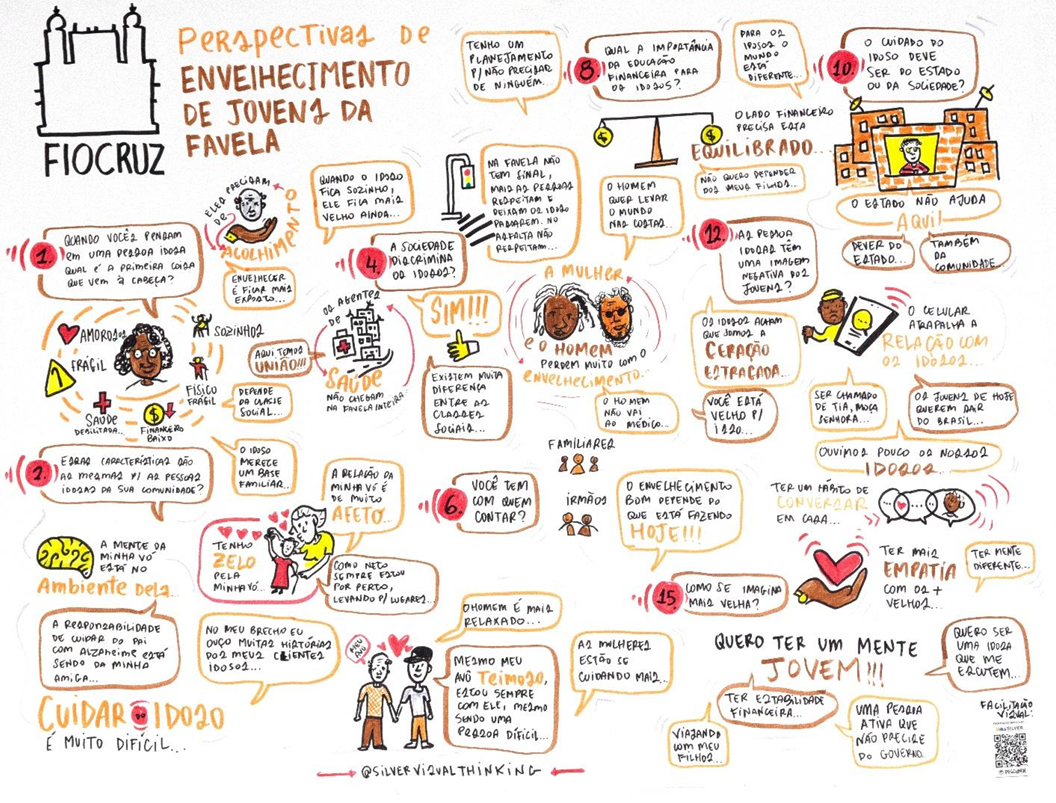 FIOCRUZ
Perspectivas de
ENVELHECIMENTO
DE JOVENS DA
FAVELA
TENHO UM
PLANEJAMENTO
P/NÃO PRECISAR
DE NINGUÉM...
8.
QUAL A IMPORTÂNCIA
DA EDUCAÇÃO
FINANCEIRA PARA
OS IDOSOS?
PARA OS
IDOSOS O
MUNDO
ESTÁ
DIFERENTE...
10.
O CUIDADO DO
IDOSO DEVE
SER DO ESTADO
OU DA SOCIEDADE?
O LADO FINANCEIRO
PRECISA ESTÁ
EQUILIBRADO...
NÃO QUERO DEPENDER
DOS MEUS FILHOS...
O ESTADO NÃO AJUDA
AQUI!
DEVER DO
ESTADO...
TAMBÉM
DA
COMUNIDADE...
ELES PRECISAM
DE
ACOLHIMENTO
QUANDO O IDOSO
FICA SOZINHO,
ELE FICA MAIS
VELHO AINDA...
NA FAVELA NÃO
TEM SINAL,
MAIS AS PESSOAS
RESPEITAM E
DEIXAM OS IDOSO
PASSAREM. NO
ASFALTO NÃO
RESPEITAM...
O HOMEM
QUER LEVAR
O MUNDO
NAS COSTAS...
1.
QUANDO VOCÊS PENSAM
em UMA PESSOA IDOSA
QUAL É A PRIMEIRA COISA
QUE VEM À CABEÇA?
ENVELHECER
É FICAR MAIS
EXPOSTO...
4.
A SOCIEDADE
DISCRIMINA
OS IDOSOS?
SIM!!!
EXISTEM MUITA
DIFERENÇA
ENTRE AS
CLASSES
SOCIAIS...
12.
AS PESSOA
IDOSAS TÊM
UMA IMAGEM
NEGATIVA DOS
JOVENS?
A MULHER
E O HOMEM
PERDEM MUITO COM O
ENVELHECIMENTO...
O HOMEM
NÃO VAI
AO MÉDICO...
OS IDOSOS ACHAM
QUE SOMOS A
GERAÇÃO
ESTRAGADA...
VOCÊ ESTÁ
VELHO P/
ISSO...
O CELULAR
ATRAPALHA A
RELAÇÃO COM
OS IDOSOS...
SER CHAMADO
DE TIA, MOÇA
SENHORA...
OS JOVENS DE HOJE
QUEREM SAIR
DO BRASIL...
OUVIMOS POUCO OS NOSSOS
IDOSOS...
AMOROSOS
SOZINHOS
FRÁGIL
FÍSICO
FRÁGIL
SAÚDE
DEBILITADA...
FINANCEIRO
BAIXO
DEPENDE
DA CLASSE
SOCIAL...
AQUI TEMOS
UNIÃO!!!
OS AGENTES
DE
SAÚDE
NÃO CHEGAM
NA FAVELA INTEIRA
2.
ESSAS CARACTERÍSTICAS SÃO
AS MESMAS P/ AS PESSOAS
IDOSAS DA SUA COMUNIDADE?
O IDOSO
MERECE
UM BASE
FAMILIAR...
A RELAÇÃO DA
MINHA VÓ É
DE MUITO
AFETO...
6.
VOCÊ TEM
COM QUEM
CONTAR?
FAMILIARES
IRMÃOS
O ENVELHECIMENTO
BOM DEPENDE DO
QUE ESTÁ FAZENDO
HOJE!!!
TER UM HÁBITO DE
CONVERSAR
EM CASA...
A MENTE DA
MINHA VÓ
ESTÁ NO
Ambiente Dela...
TENHO
ZELO
PELA
MINHA VÓ...
COMO NETO
SEMPRE ESTOU
POR PERTO,
LEVANDO P/ LUGARES...
TER MAIS
EMPATIA
COM OS +
VELHOS...
TER MENTE
DIFERENTE...
15.
COMO SE IMAGINA
MAIS VELHA?
QUERO TER UM MENTE
JOVEM!!!
QUERO SER
UMA IDOSA
QUE ME
ESCUTEM...
TER ESTABILIDADE
FINANCEIRA...
VIAJANDO
COM MEU
FILHOS...
UMA PESSOA
ATIVA QUE
NÃO PRECISE
DO GOVERNO.
A RESPONSABILIDADE
DE CUIDAR DO PAI
COM ALZHEIME ESTÁ
SENDO DA MINHA
AMIGA...
NO MEU BRECHÓ EU
OUÇO MUITAS HISTÓRIAS
DOS MEUS CLIENTES
IDOSOS...
MEU
AVÔ
O HOMEM É MAIS
RELAXADO...
MESMO MEU
AVÔ Teimoso,
ESTOU SEMPRE
COM ELE, MESMO
SENDO UMA
PESSOA DIFÍCIL...
AS MULHERES
ESTÃO SE
CUIDANDO MAIS...
CUIDAR DO IDOSO
É MUITO DIFÍCIL...
@SILVERVISUALTHINKING
FACILITAÇÃO
VISUAL: